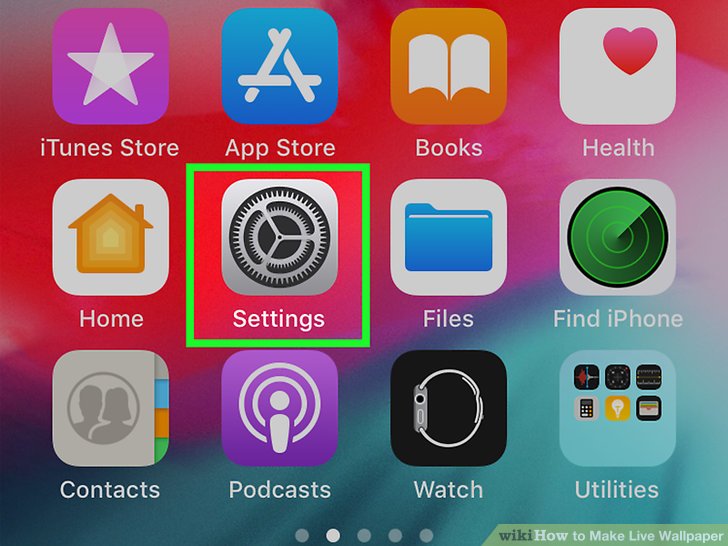 iTunes Store App Store Books Health
Home Settings Files Find iPhone
Contacts Podcasts Watch Utilities
wikiHow to Make Live Wallpaper